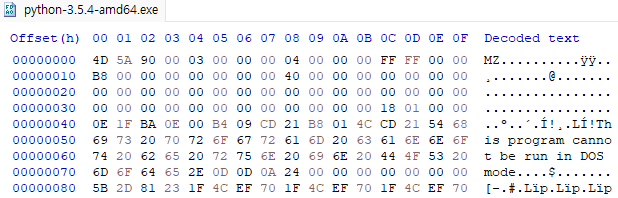 python-3.5.4-amd64.exe
Offset(h) 00 01 02 03 04 05 06 07 08 09 0A 0B 0C 0D 0E 0F Decoded text
00000000 4D 5A 90 00 03 00 00 00 04 00 00 00 FF FF 00 00 MZ..........ÿÿ..
00000010 B8 00 00 00 00 00 00 00 40 00 00 00 00 00 00 00 ¸.......@.......
00000020 00 00 00 00 00 00 00 00 00 00 00 00 00 00 00 00 ................
00000030 00 00 00 00 00 00 00 00 00 00 00 00 18 01 00 00 ................
00000040 0E 1F BA 0E 00 B4 09 CD 21 B8 01 4C CD 21 54 68 ..º..´.Í!¸.LÍ!Th
00000050 69 73 20 70 72 6F 67 72 61 6D 20 63 61 6E 6E 6F is program canno
00000060 74 20 62 65 20 72 75 6E 20 69 6E 20 44 4F 53 20 t be run in DOS
00000070 6D 6F 64 65 2E 0D 0D 0A 24 00 00 00 00 00 00 00 mode....$.......
00000080 5B 2D 81 23 1F 4C EF 70 1F 4C EF 70 1F 4C EF 70 [-.#.Lïp.Lïp.Lïp